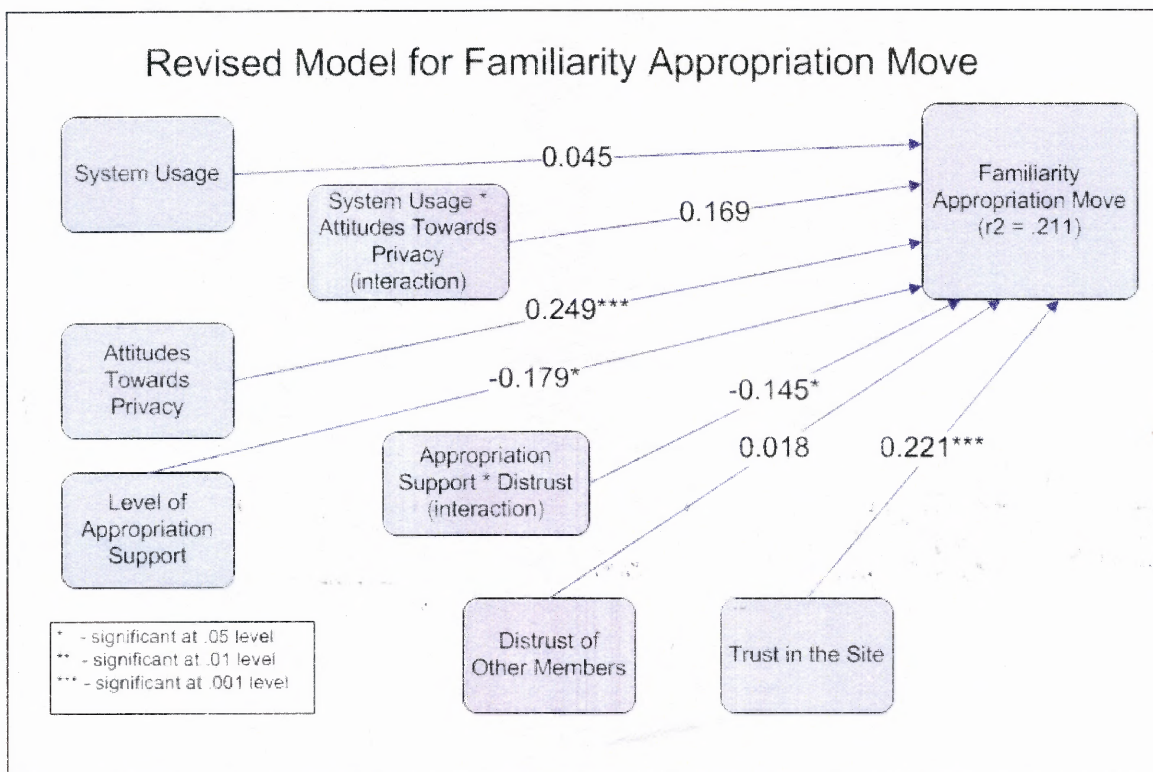 Revised Model for Familiarity Appropriation Move
System Usage
0.045
Familiarity
Appropriation Move
(r2 = .211)
System Usage *
Attitudes Towards
Privacy
(interaction)
0.169
0.249***
Attitudes
Towards
Privacy
-0.179*
-0.145*
Appropriation
Support * Distrust
(interaction)
0.018
0.221***
Level of
Appropriation
Support
* - significant at .05 level
** - significant at .01 level
*** - significant at .001 level
Distrust of
Other Members
Trust in the Site